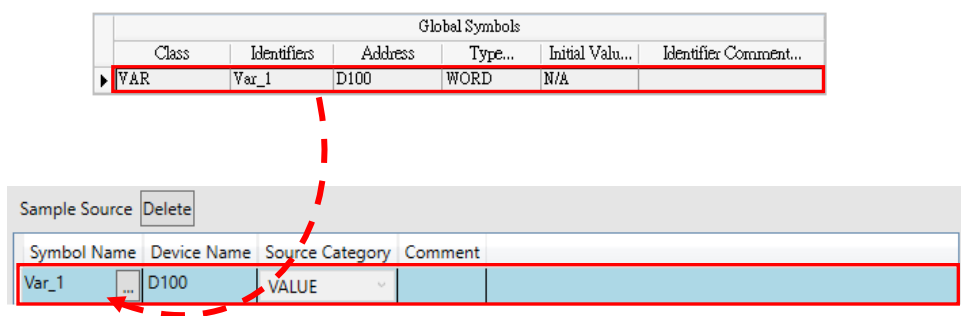 Global Symbols
Class Identifiers Address Type... Initial Valu... Identifier Comment...
VAR Var_1 D100 WORD N/A
Sample Source Delete
Symbol Name Device Name Source Category Comment
Var_1 ... D100 VALUE